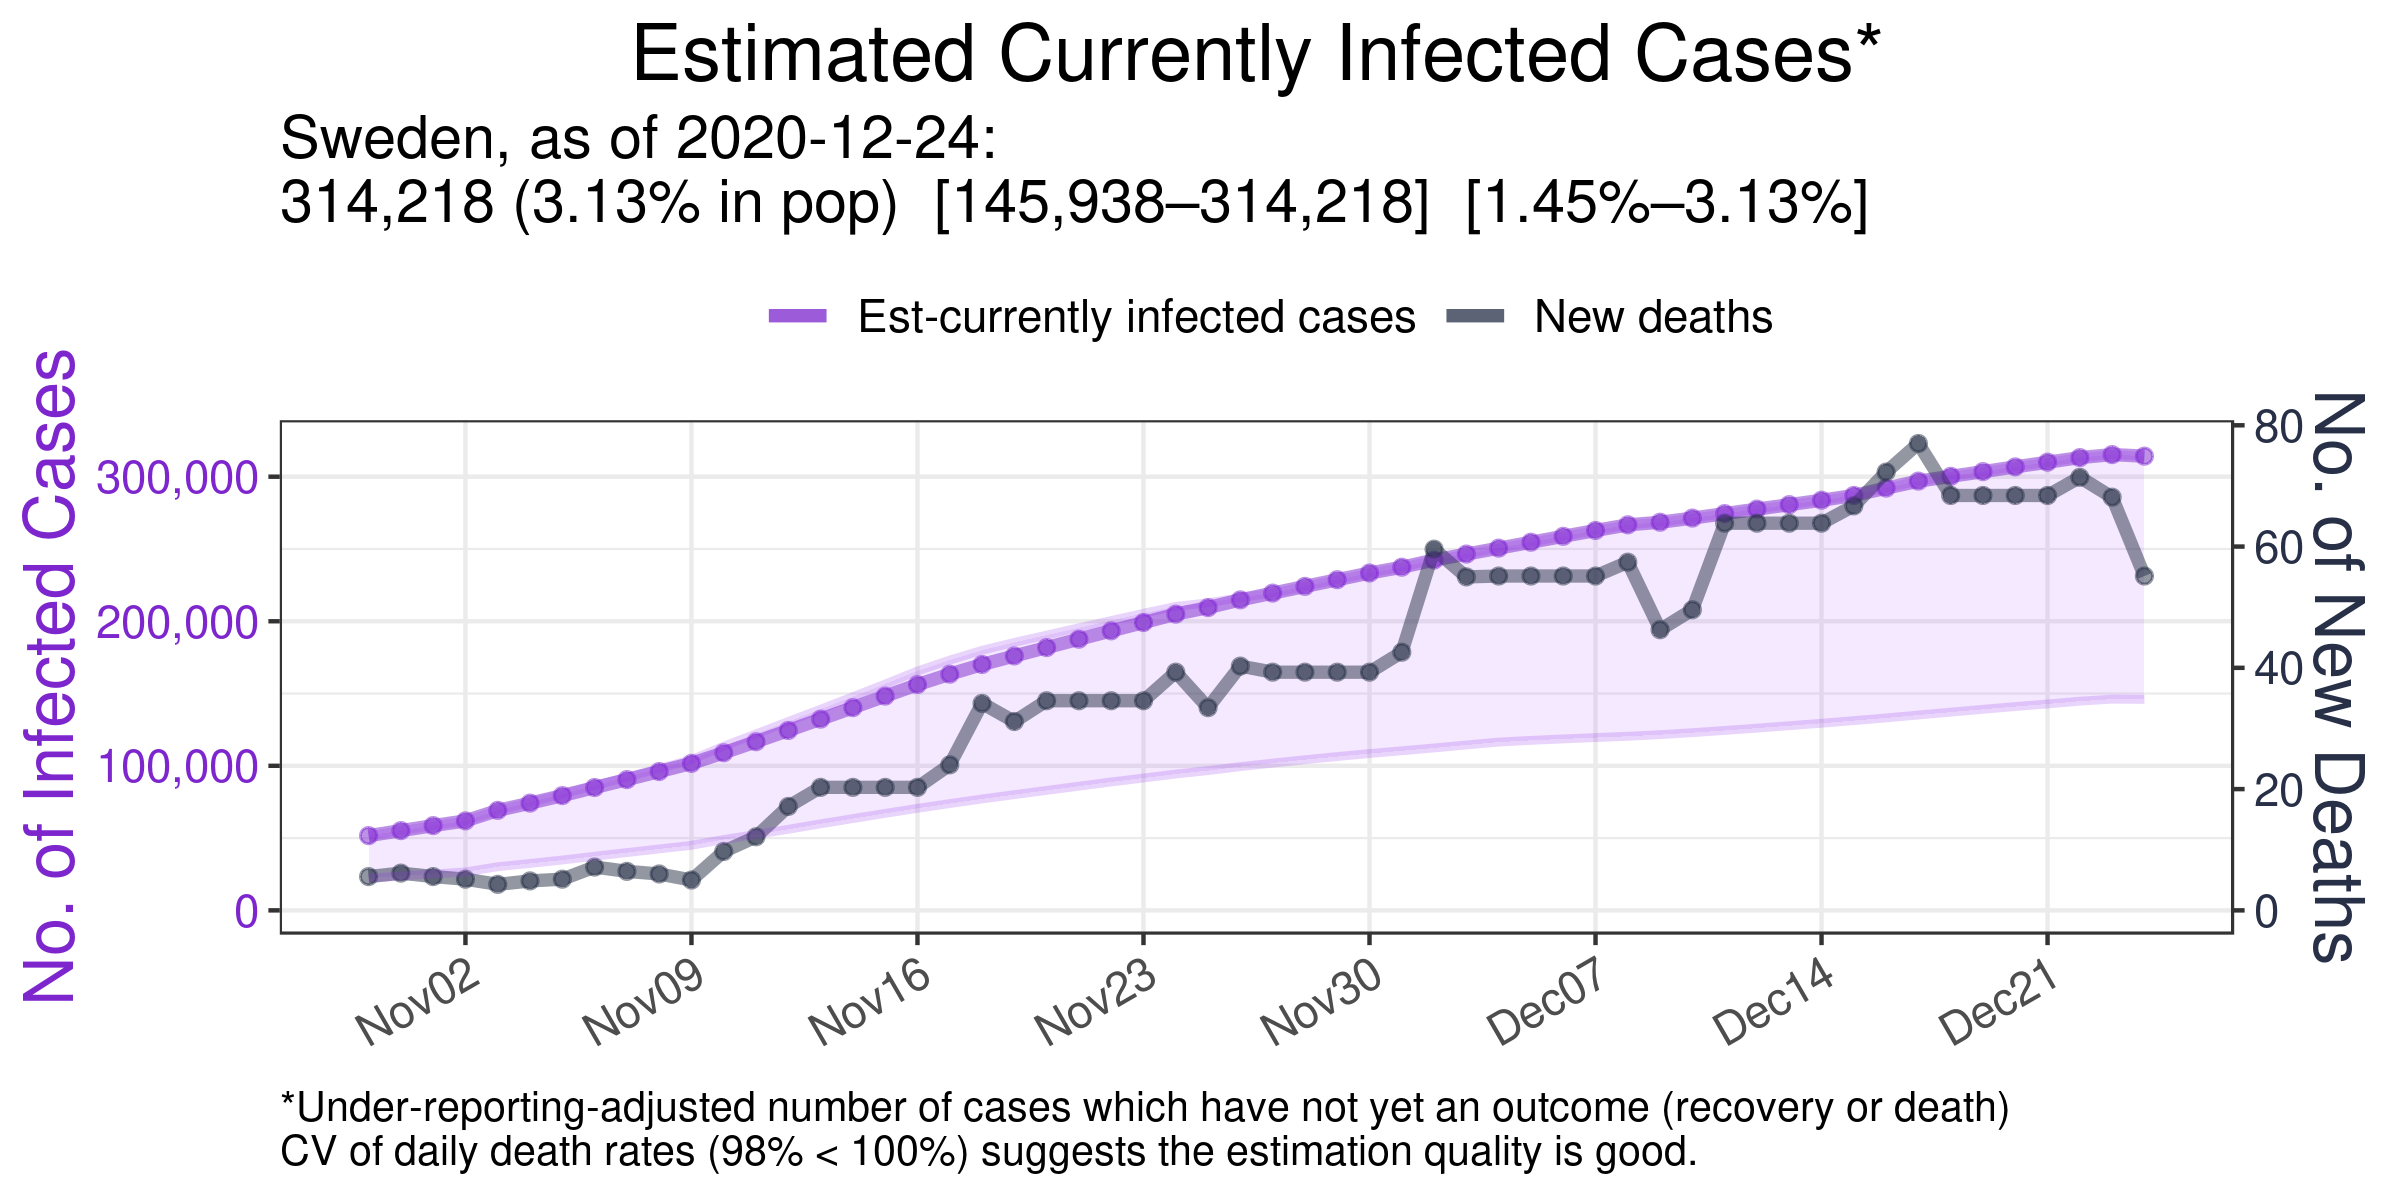 Estimated Currently Infected Cases*
Sweden, as of 2020-12-24:
314,218 (3.13% in pop)  [145,938–314,218]  [1.45%–3.13%]
Est-currently infected cases
New deaths
No. of Infected Cases
300,000
200,000
100,000
0
80
60
40
20
0
No. of New Deaths
Nov02
Nov09
Nov16
Nov23
Nov30
Dec07
Dec14
Dec21
*Under-reporting-adjusted number of cases which have not yet an outcome (recovery or death)
CV of daily death rates (98% < 100%) suggests the estimation quality is good.